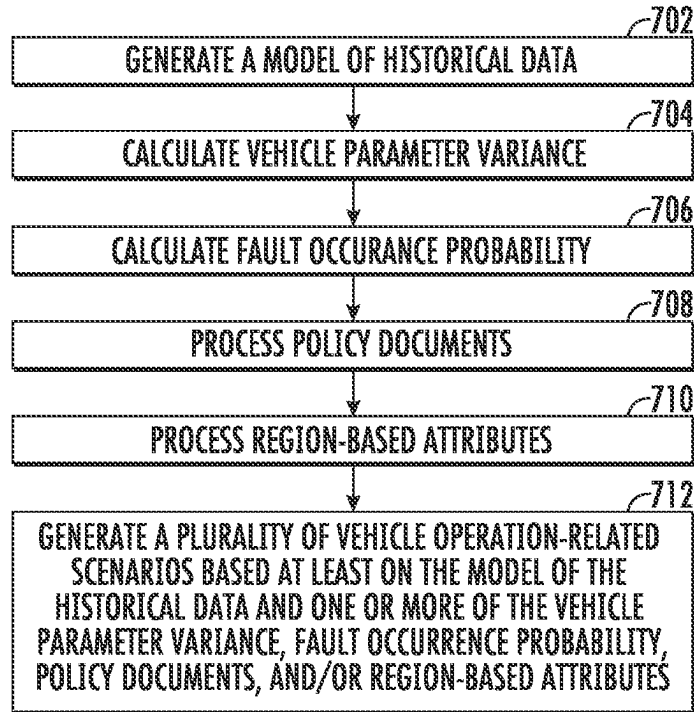 702
GENERATE A MODEL OF HISTORICAL DATA
704
CALCULATE VEHICLE PARAMETER VARIANCE
706
CALCULATE FAULT OCCURANCE PROBABILITY
708
PROCESS POLICY DOCUMENTS
710
PROCESS REGION-BASED ATTRIBUTES
712
GENERATE A PLURALITY OF VEHICLE OPERATION-RELATED
SCENARIOS BASED AT LEAST ON THE MODEL OF THE
HISTORICAL DATA AND ONE OR MORE OF THE VEHICLE
PARAMETER VARIANCE, FAULT OCCURRENCE PROBABILITY,
POLICY DOCUMENTS, AND/OR REGION-BASED ATTRIBUTES